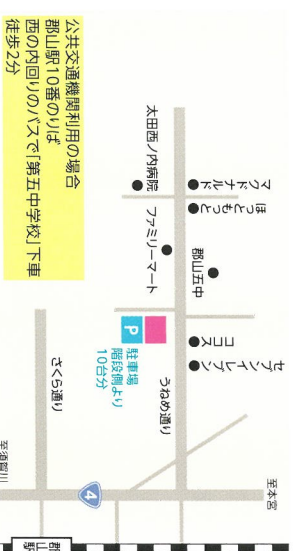 公共交通機関利用の場合
郡山駅10番のりば
西の内回りのバスで「第五中学校」下車
徒歩2分
マクドナルド
ほっともっと
太田西ノ内病院
ファミリーマート
郡山五中
ココス
セブンイレブン
P
駐車場
階段側より
10台分
うねめ通り
さくら通り
至本宮
4
至須賀川